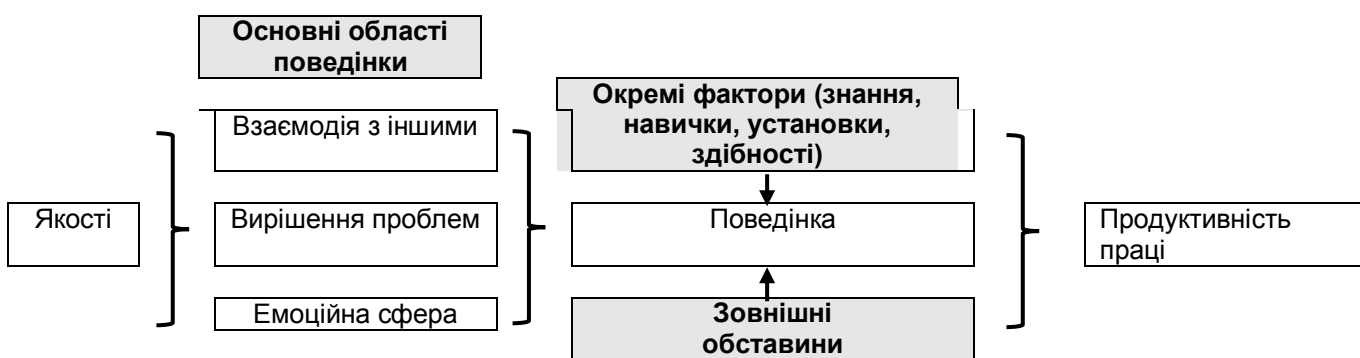 Основні області
поведінки
Окремі фактори (знання,
навички, установки,
здібності)
Взаємодія з іншими
Якості
Вирішення проблем
Поведінка
Продуктивність
праці
Емоційна сфера
Зовнішні
обставини